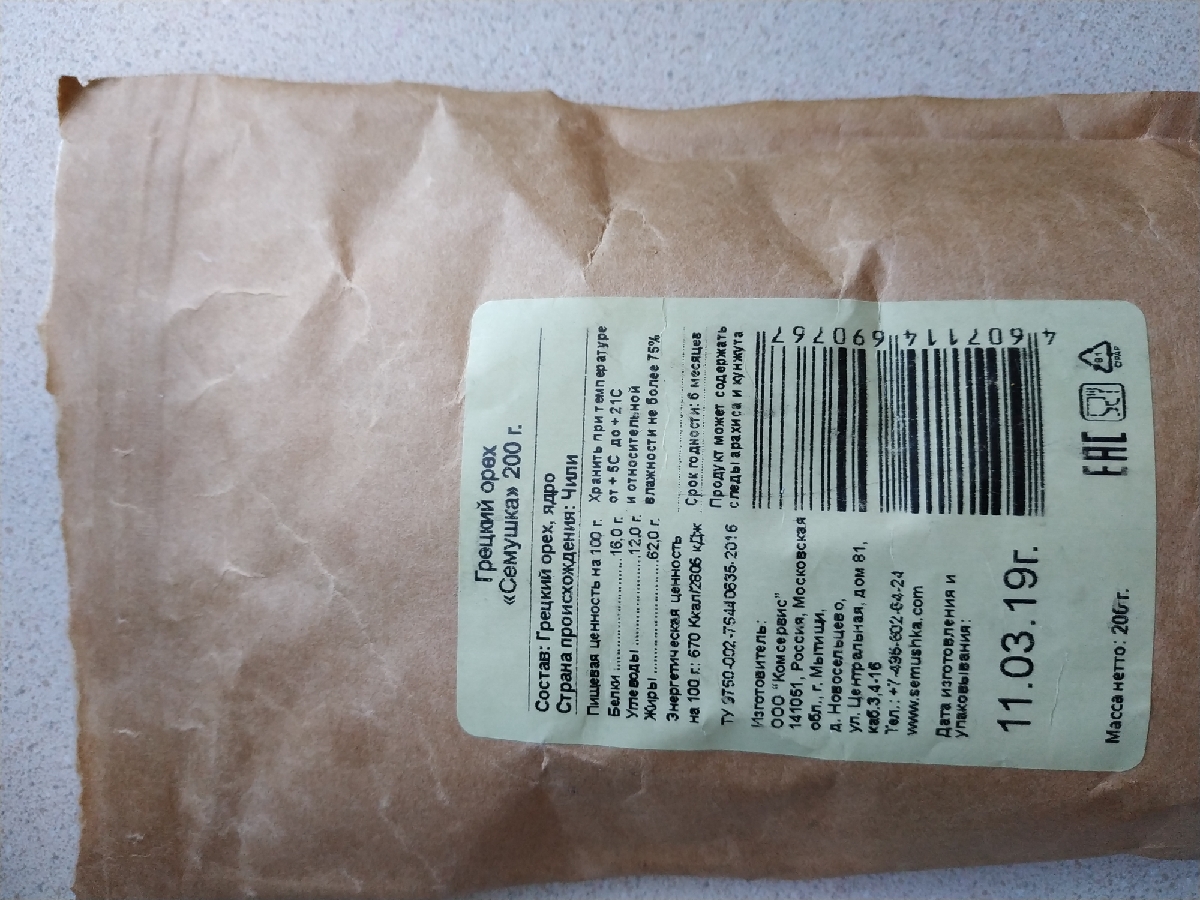 Грецкий орех
«Семушка» 200 г.
Состав: Грецкий орех, ядро
Страна происхождения: Чили
Пищевая ценность на 100 г.
Белки ........................ 16,0 г.
Углеводы ................... 12,0 г.
Жиры ........................ 62,0 г.
Энергетическая ценность
на 100 г.: 670 Ккал/2806 кДж
ТУ 9760-002-76440635-2016
Хранить при температуре
от + 5С до + 21С
и относительной
влажности не более 75%
Срок годности: 6 месяцев
Продукт может содержать
следы арахиса и кунжута
Изготовитель:
ООО "Комсервис"
141051, Россия, Московская
обл., г. Мытищи,
д. Новосельцево,
ул. Центральная, дом 81,
каб.3,4-16
Тел.: +7-495-602-64-24
www.semushka.com
Дата изготовления и
упаковывания:
11.03.19г.
Масса нетто: 200г.
4 607114 690767
EAC
81
C/PAP